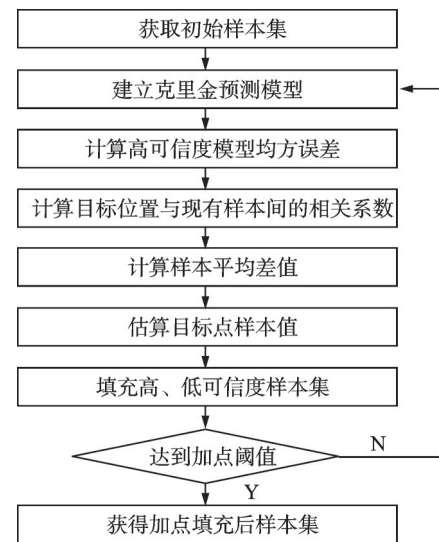 获取初始样本集
建立克里金预测模型
计算高可信度模型均方误差
计算目标位置与现有样本间的相关系数
计算样本平均差值
估算目标点样本值
填充高、低可信度样本集
达到加点阈值
N
Y
获得加点填充后样本集